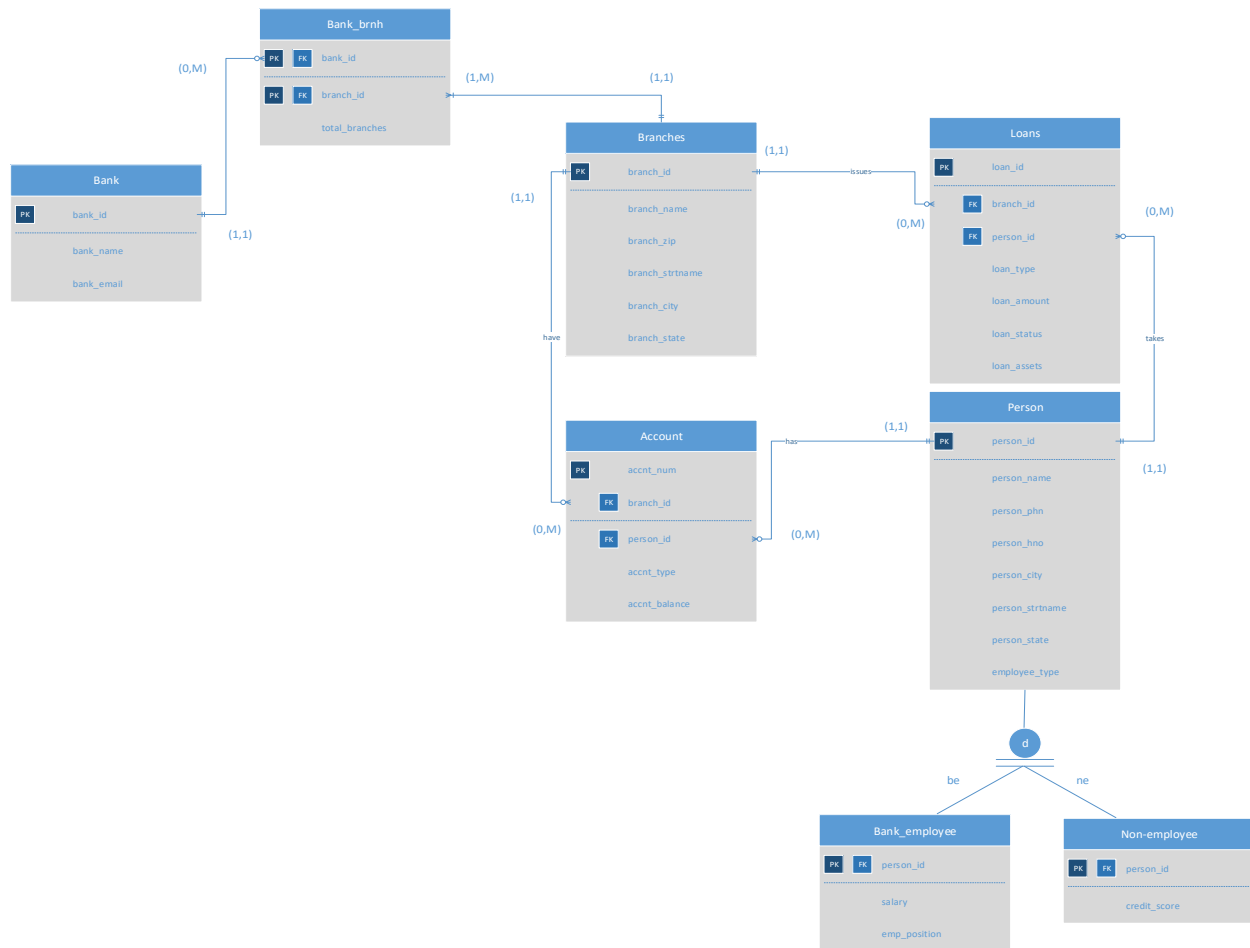 Bank_brnh
PK FK bank_id
PK FK branch_id
total_branches
(0,M)
(1,M)
(1,1)
Bank
PK bank_id
bank_name
bank_email
(1,1)
Branches
PK branch_id
branch_name
branch_zip
branch_strtname
branch_city
branch_state
(1,1)
issues
(0,M)
(1,1)
have
(0,M)
Loans
PK loan_id
FK branch_id
FK person_id
loan_type
loan_amount
loan_status
loan_assets
(0,M)
takes
(1,1)
Account
PK accnt_num
FK branch_id
FK person_id
accnt_type
accnt_balance
(0,M)
has
(1,1)
Person
PK person_id
person_name
person_phn
person_hno
person_city
person_strtname
person_state
employee_type
d
be
ne
Bank_employee
PK FK person_id
salary
emp_position
Non-employee
PK FK person_id
credit_score